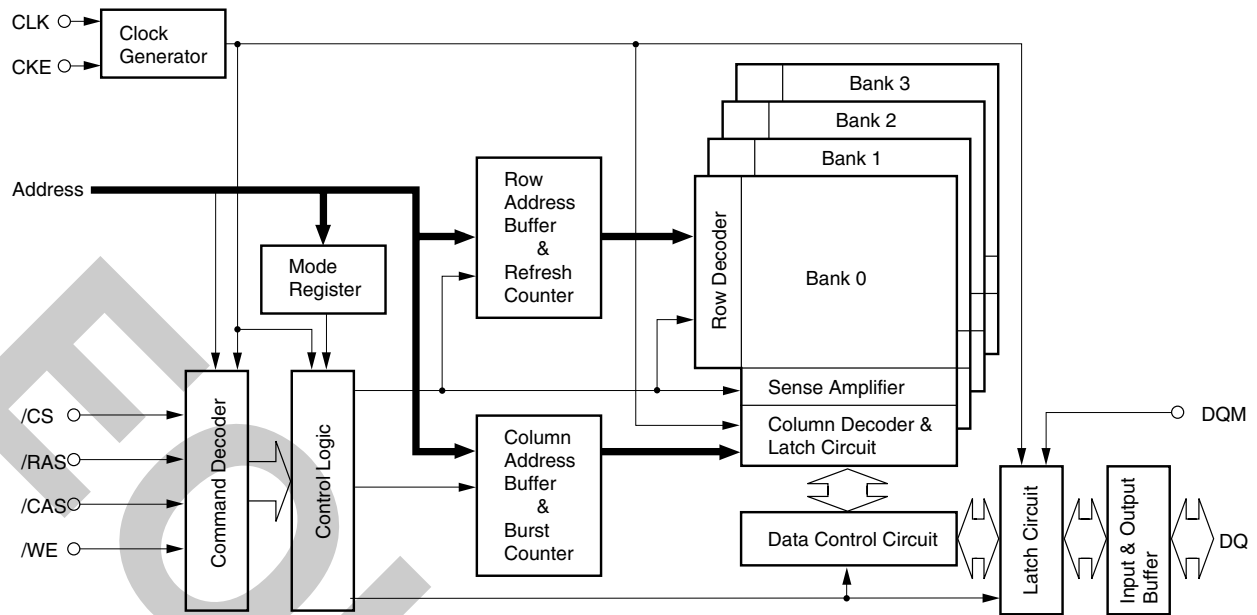 CLK
CKE
Clock
Generator
Bank 3
Bank 2
Bank 1
Bank 0
Address
Row
Address
Buffer
&
Refresh
Counter
Row Decoder
Mode
Register
Sense Amplifier
Column Decoder &
Latch Circuit
/CS
/RAS
/CAS
/WE
Command Decoder
Control Logic
Column
Address
Buffer
&
Burst
Counter
Data Control Circuit
Latch Circuit
Input & Output
Buffer
DQM
DQ
EO